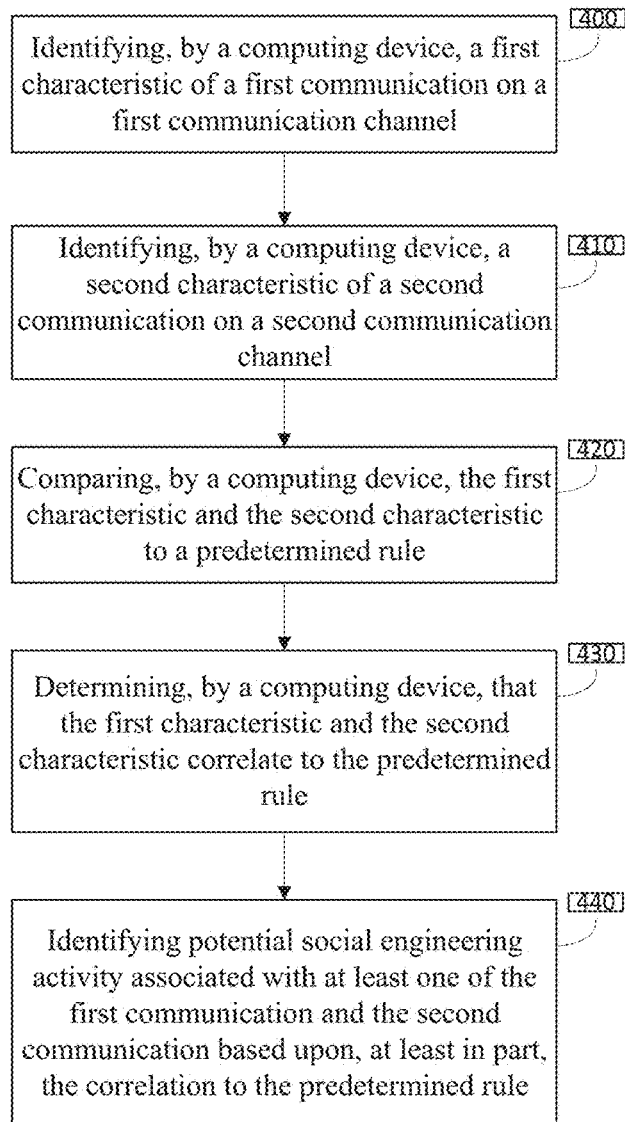 400
Identifying, by a computing device, a first
characteristic of a first communication on a
first communication channel
410
Identifying, by a computing device, a
second characteristic of a second
communication on a second communication
channel
420
Comparing, by a computing device, the first
characteristic and the second characteristic
to a predetermined rule
430
Determining, by a computing device, that
the first characteristic and the second
characteristic correlate to the predetermined
rule
440
Identifying potential social engineering
activity associated with at least one of the
first communication and the second
communication based upon, at least in part,
the correlation to the predetermined rule